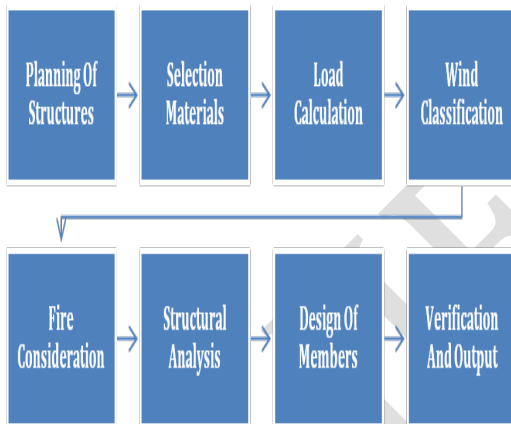 Planning Of
Structures
Selection
Materials
Load
Calculation
Wind
Classification
Fire
Consideration
Structural
Analysis
Design Of
Members
Verification
And Output